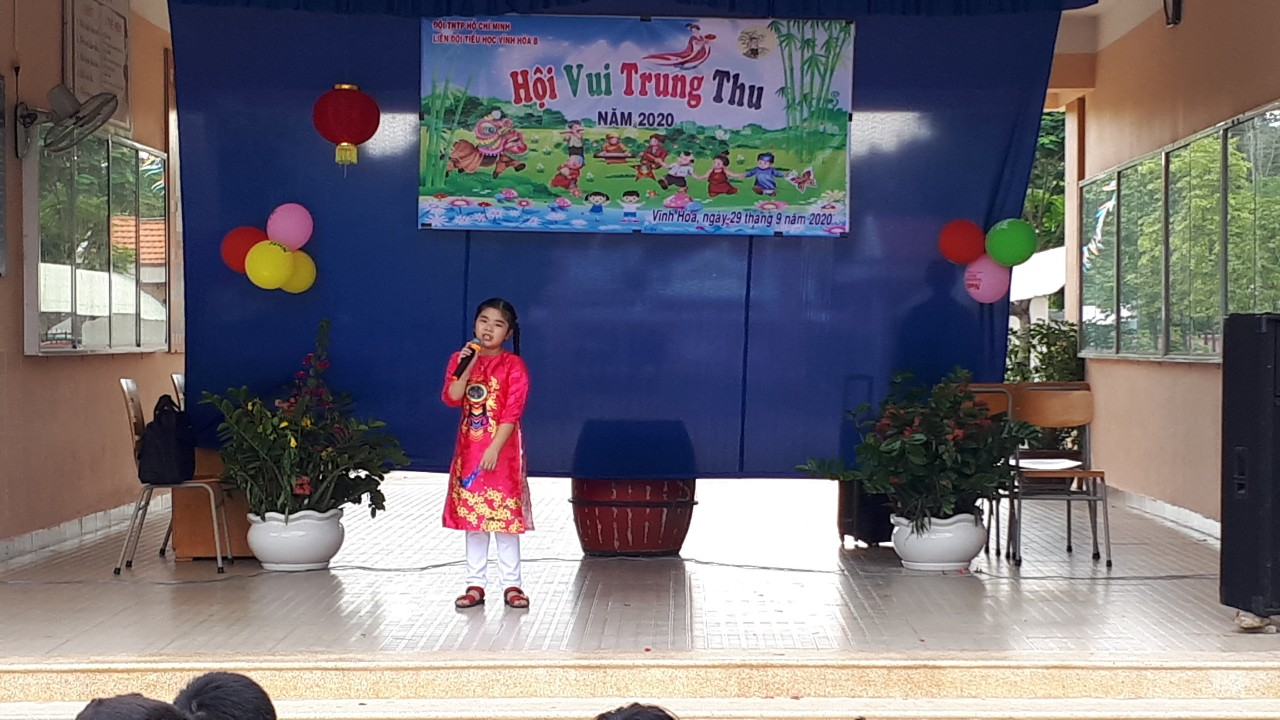 ĐỘI TNTP HỒ CHÍ MINH
LIÊN ĐỘI TIỂU HỌC VĨNH HÒA B
Hội Vui Trung Thu
NĂM 2020
Vĩnh Hòa, ngày 29 tháng 9 năm 2020